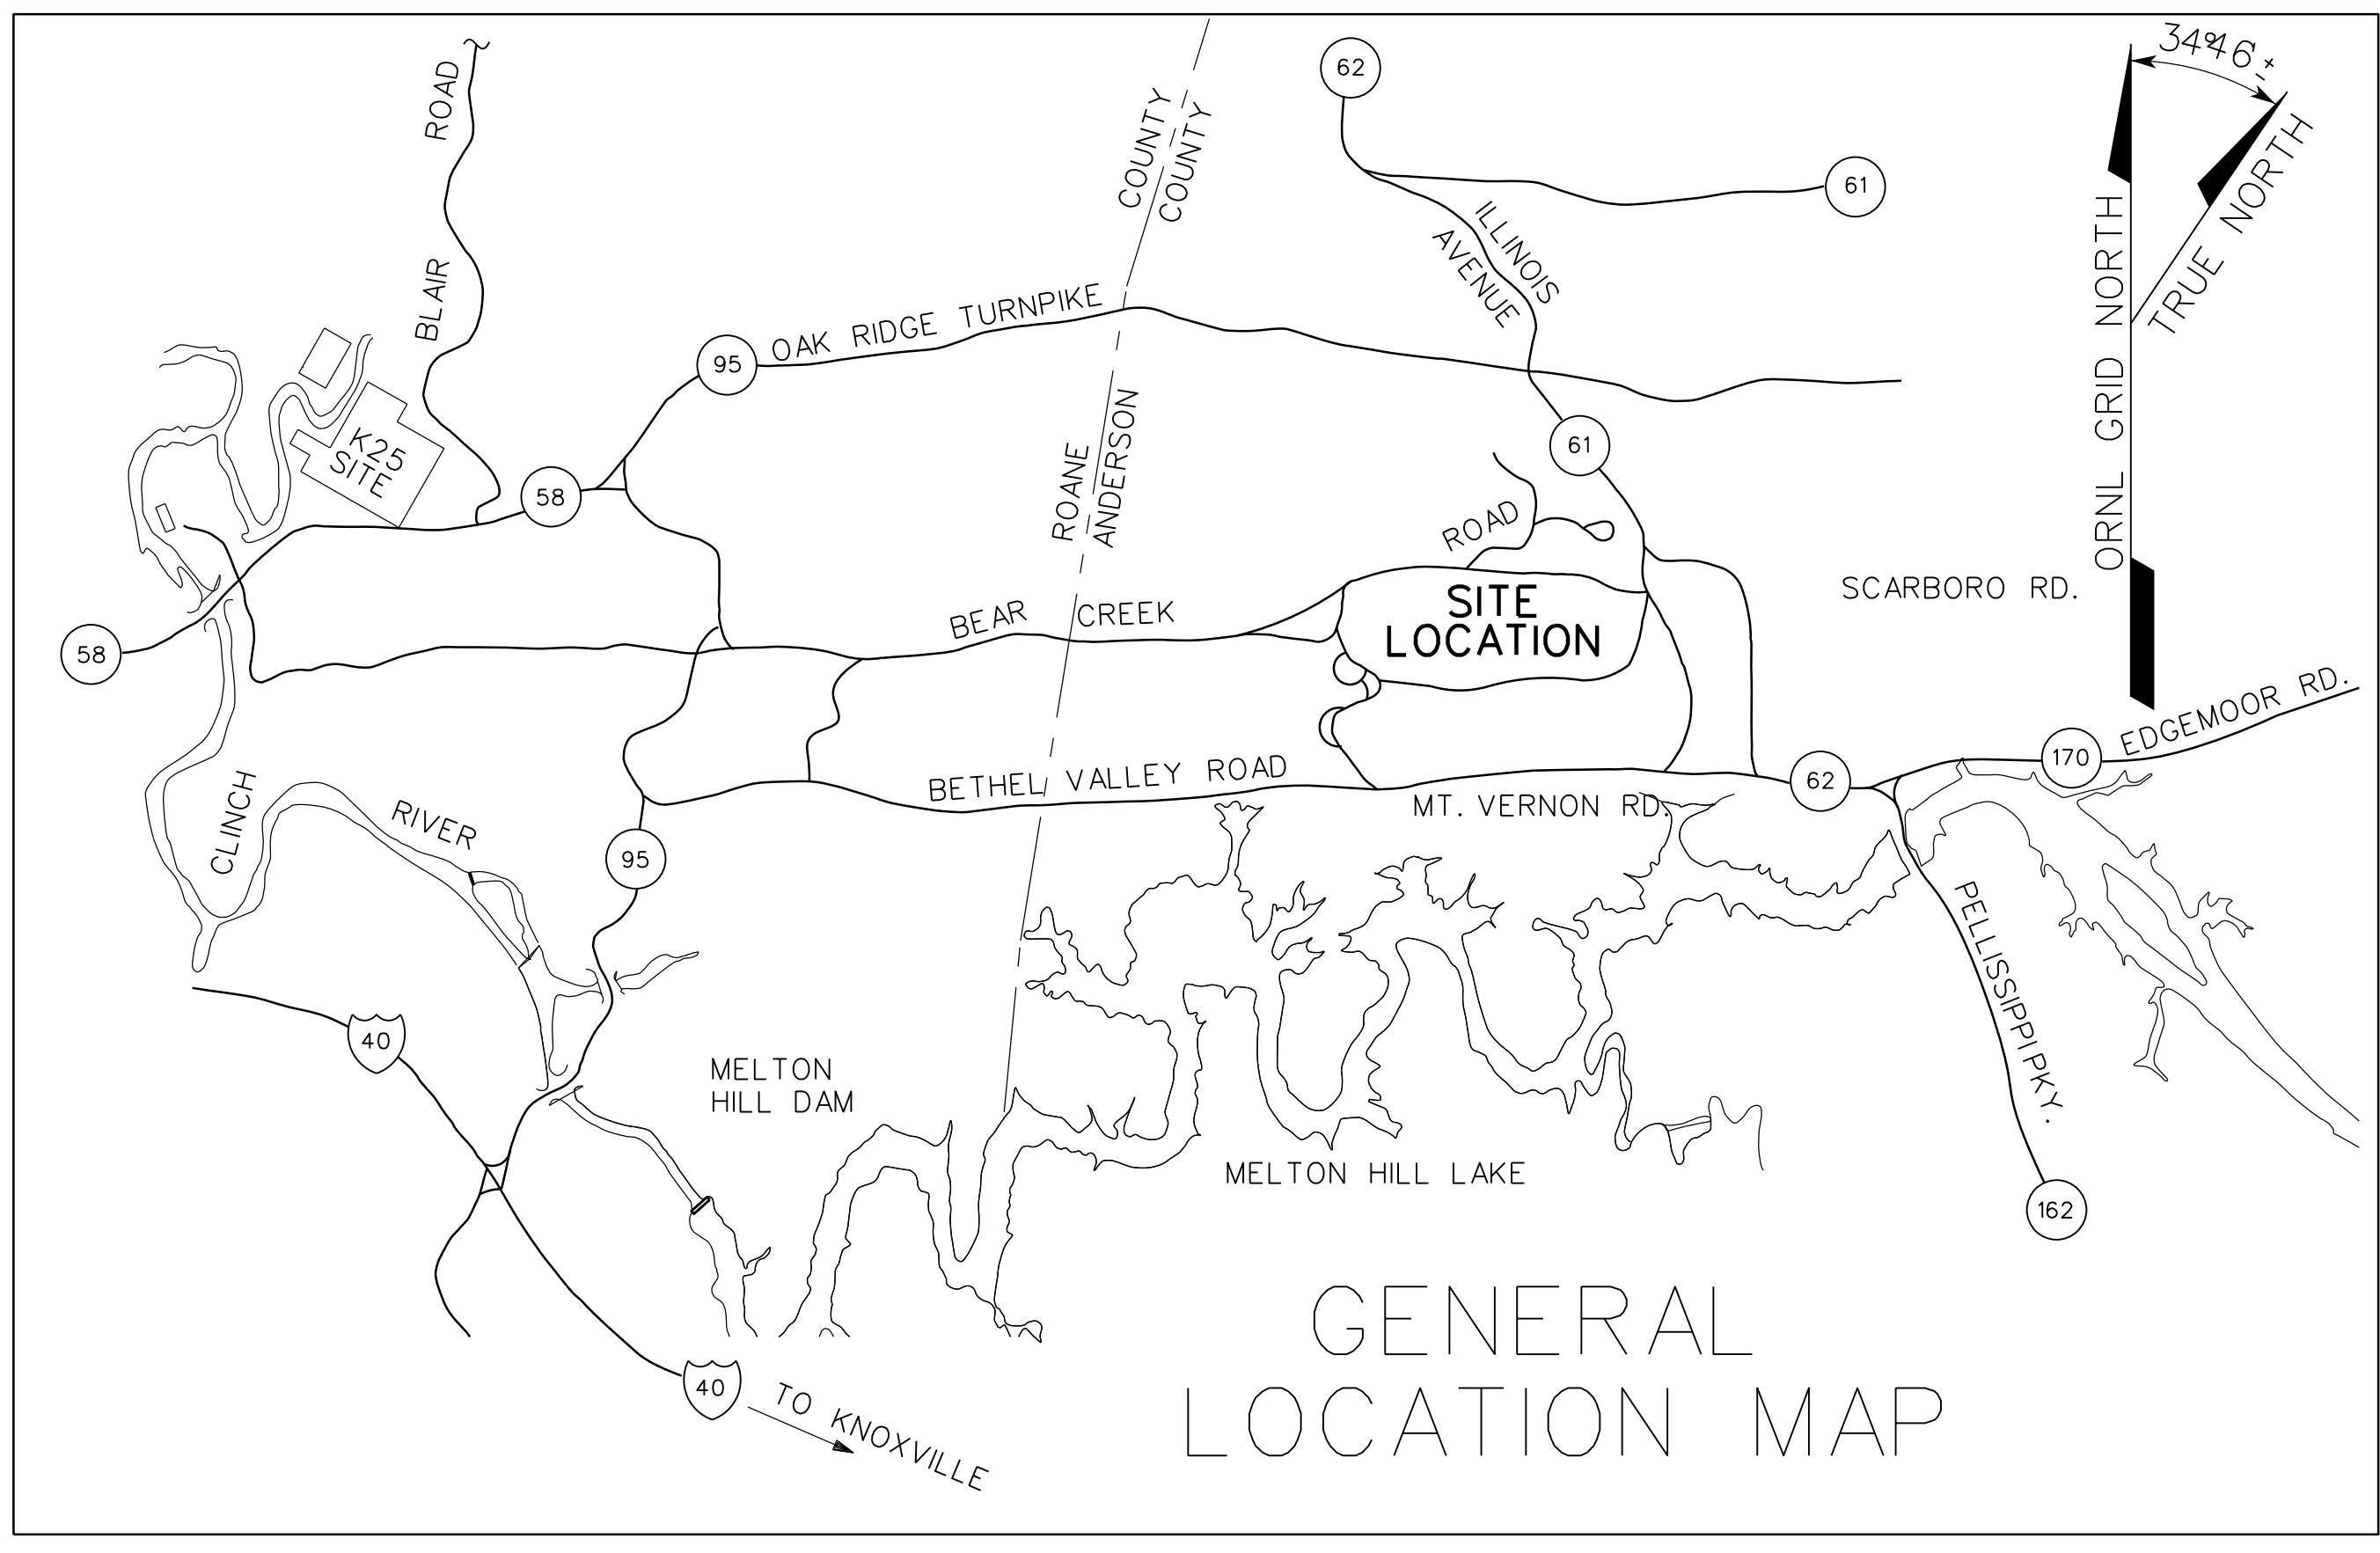 ROAD
BLAIR
COUNTY
COUNTY
ROANE
ANDERSON
62
61
ILLINOIS
AVENUE
34°46'±
ORNL GRID NORTH
TRUE NORTH
95
OAK RIDGE TURNPIKE
K25
SITE
58
61
ROAD
SITE
LOCATION
SCARBORO RD.
58
BEAR CREEK
EDGEMOOR RD.
170
BETHEL VALLEY ROAD
62
MT. VERNON RD.
CLINCH
RIVER
95
PELLISSIPPI PKY.
40
MELTON
HILL DAM
MELTON HILL LAKE
162
GENERAL
LOCATION MAP
40
TO KNOXVILLE